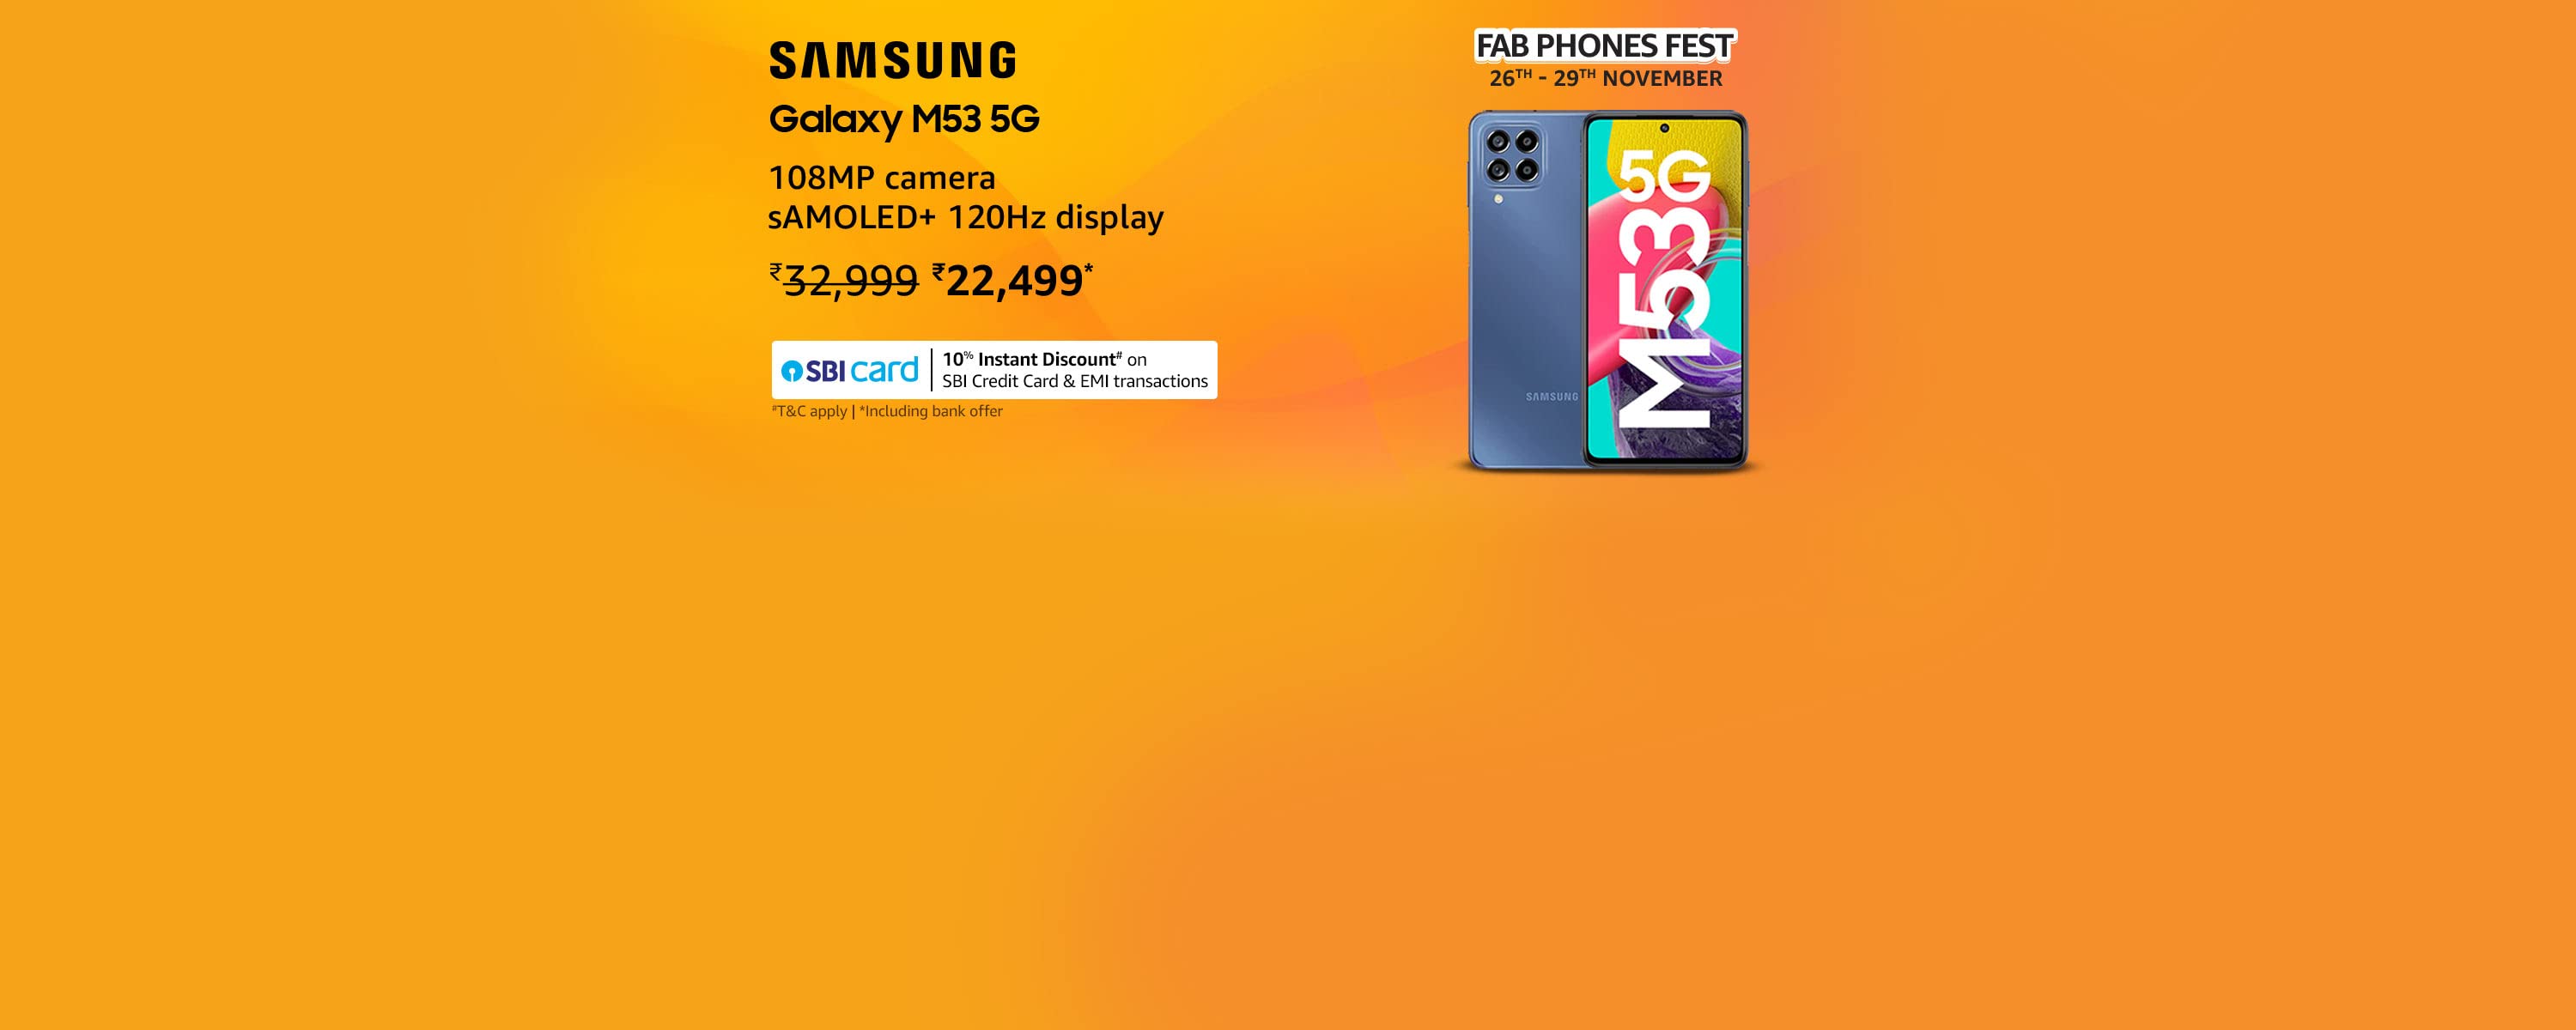 SAMSUNG
Galaxy M53 5G
108MP camera
sAMOLED+ 120Hz display
₹32,999 ₹22,499*
SBI card
10% Instant Discount# on
SBI Credit Card & EMI transactions
#T&C apply | *Including bank offer
FAB PHONES FEST
26TH - 29TH NOVEMBER
SAMSUNG
M53 5G